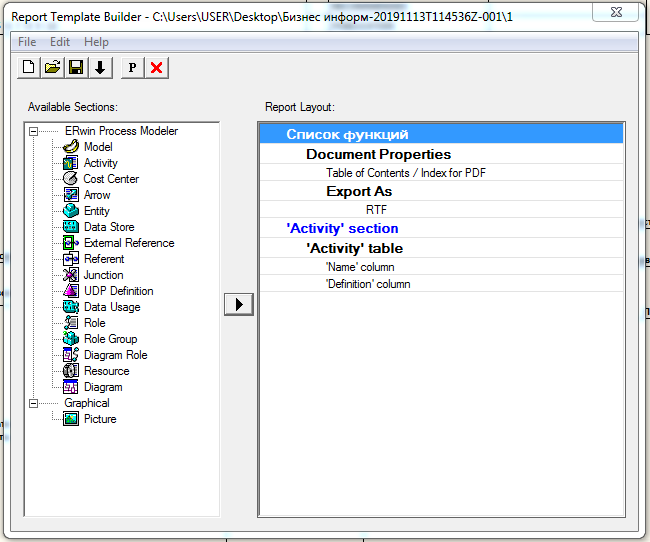 Report Template Builder - C:\Users\USER\Desktop\Бизнес информ-20191113T114536Z-001\1
File Edit Help
P
Available Sections:
Report Layout:
ERwin Process Modeler
Model
Activity
Cost Center
Arrow
Entity
Data Store
External Reference
Referent
Junction
UDP Definition
Data Usage
Role
Role Group
Diagram Role
Resource
Diagram
Graphical
Picture
Список функций
Document Properties
Table of Contents / Index for PDF
Export As
RTF
'Activity' section
'Activity' table
'Name' column
'Definition' column